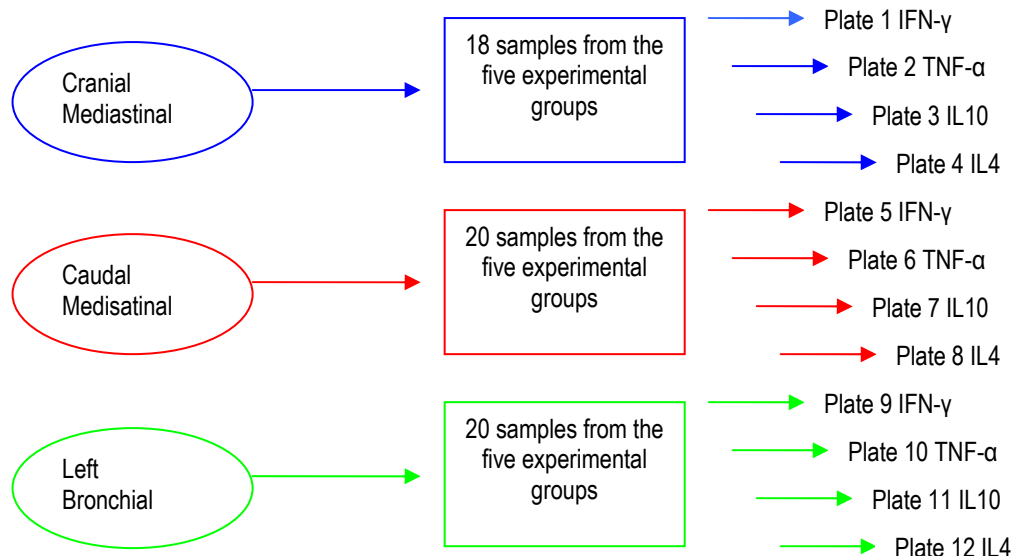 Cranial
Mediastinal
18 samples from the
five experimental
groups
Plate 1 IFN-γ
Plate 2 TNF-α
Plate 3 IL10
Plate 4 IL4
Caudal
Medisatinal
20 samples from the
five experimental
groups
Plate 5 IFN-γ
Plate 6 TNF-α
Plate 7 IL10
Plate 8 IL4
Left
Bronchial
20 samples from the
five experimental
groups
Plate 9 IFN-γ
Plate 10 TNF-α
Plate 11 IL10
Plate 12 IL4